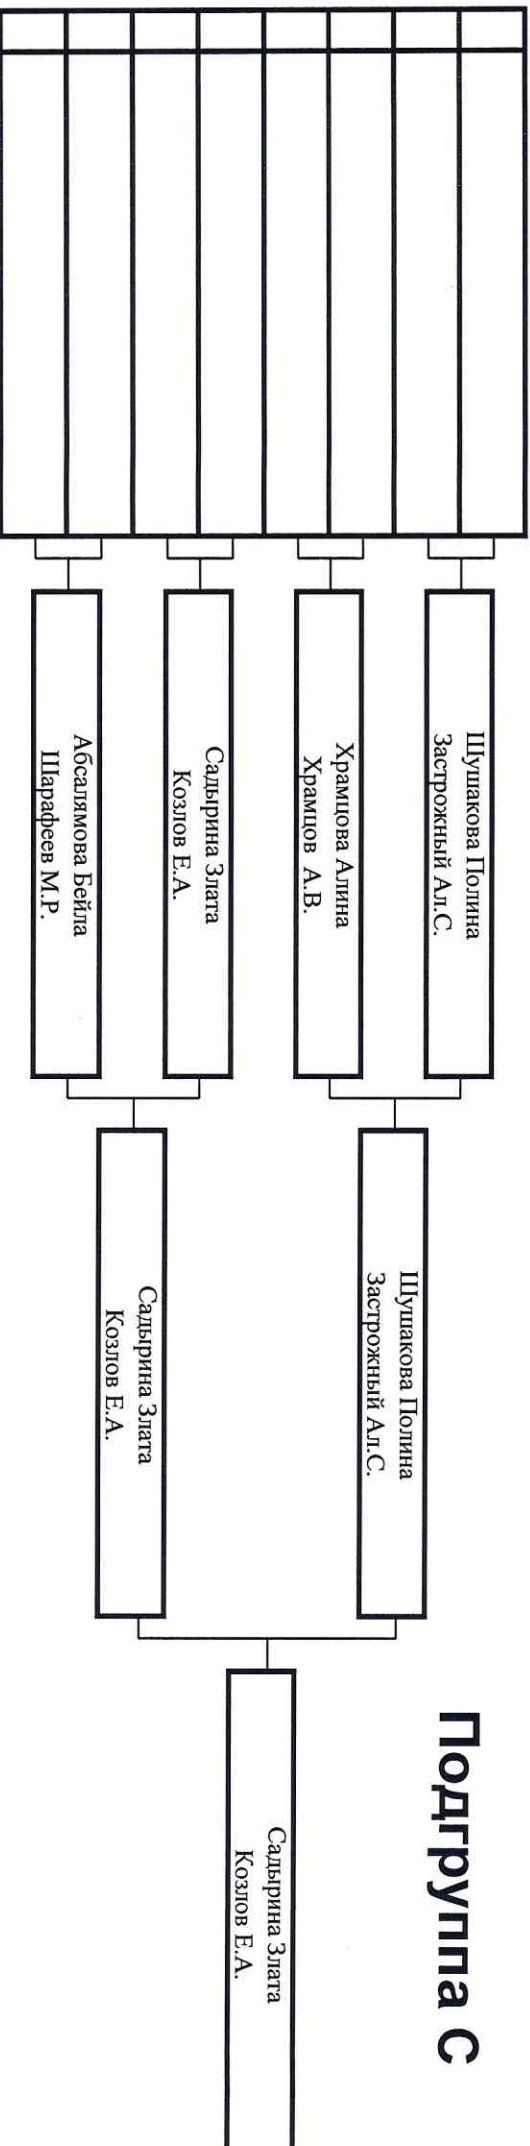 Подгруппа С
Шушакова Полина
Застрожный Ал.С.
Храмцова Алина
Храмцов А.В.
Садырина Злата
Козлов Е.А.
Абсалямова Бейла
Шарафеев М.Р.
Шушакова Полина
Застрожный Ал.С.
Садырина Злата
Козлов Е.А.
Садырина Злата
Козлов Е.А.